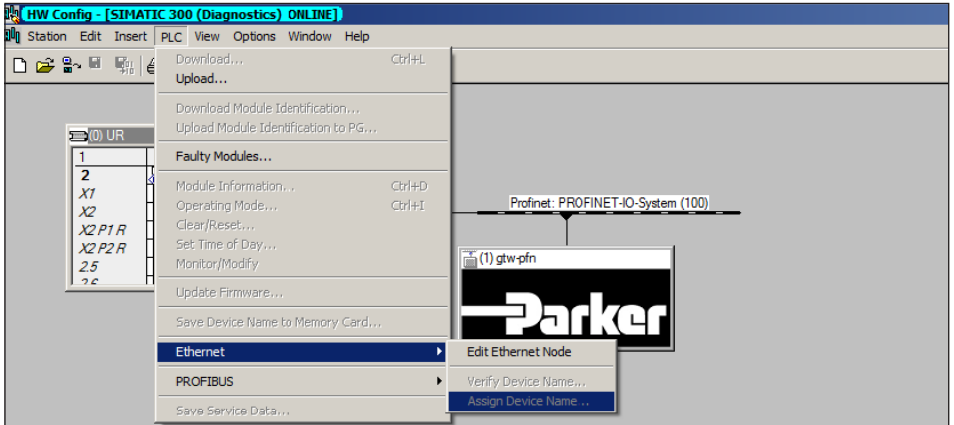 HW Config - [SIMATIC 300 (Diagnostics) ONLINE]
Station Edit Insert PLC View Options Window Help
Download... Ctrl+L
Upload...
Download Module Identification...
Upload Module Identification to PG...
(0) UR
1
Faulty Modules...
2
X1
Module Information... Ctrl+D
X2
Operating Mode... Ctrl+I
Profinet: PROFINET-IO-System (100)
X2 P1 R
Clear/Reset...
X2 P2 R
Set Time of Day...
2.5
Monitor/Modify
(1) gtw-pfn
2.6
Update Firmware...
Save Device Name to Memory Card...
Parker
Ethernet
Edit Ethernet Node
PROFIBUS
Verify Device Name...
Assign Device Name ..
Save Service Data...